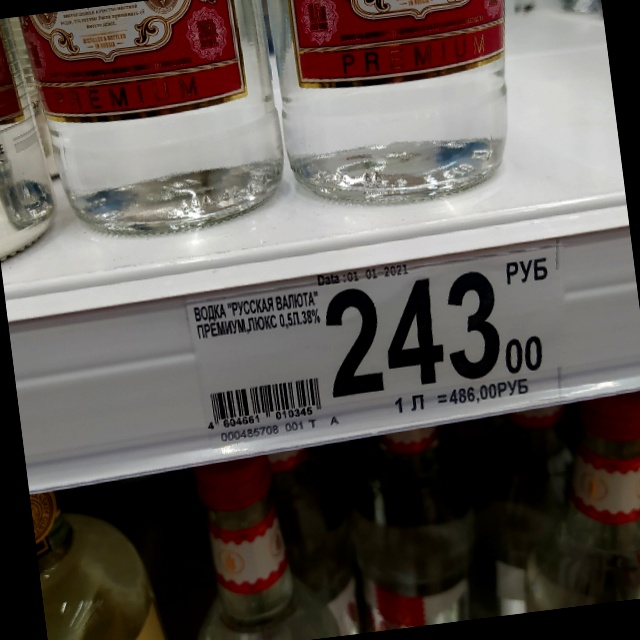 PREMIUM
PREMIUM
Data :01 01 2021
ВОДКА "РУССКАЯ ВАЛЮТА"
ПРЕМИУМ,ЛЮКС 0,5Л.38%
243 00 РУБ
1 Л =486,00РУБ
4 604661 010345
000485798 001 Т А